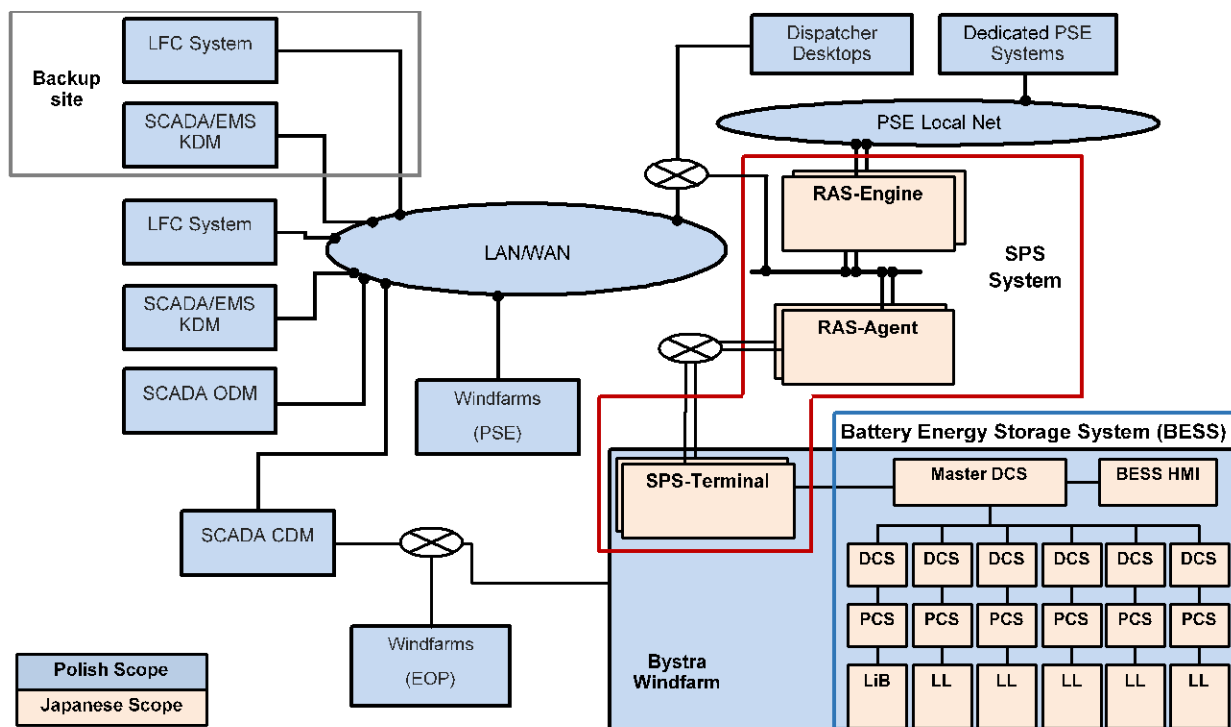 LFC System
Backup
site
SCADA/EMS
KDM
LFC System
SCADA/EMS
KDM
SCADA ODM
SCADA CDM
LAN/WAN
Windfarms
(PSE)
Windfarms
(EOP)
Dispatcher
Desktops
Dedicated PSE
Systems
PSE Local Net
RAS-Engine
SPS
System
RAS-Agent
SPS-Terminal
Battery Energy Storage System (BESS)
Master DCS
BESS HMI
DCS DCS DCS DCS DCS DCS
PCS PCS PCS PCS PCS PCS
LiB LL LL LL LL LL
Bystra
Windfarm
Polish Scope
Japanese Scope